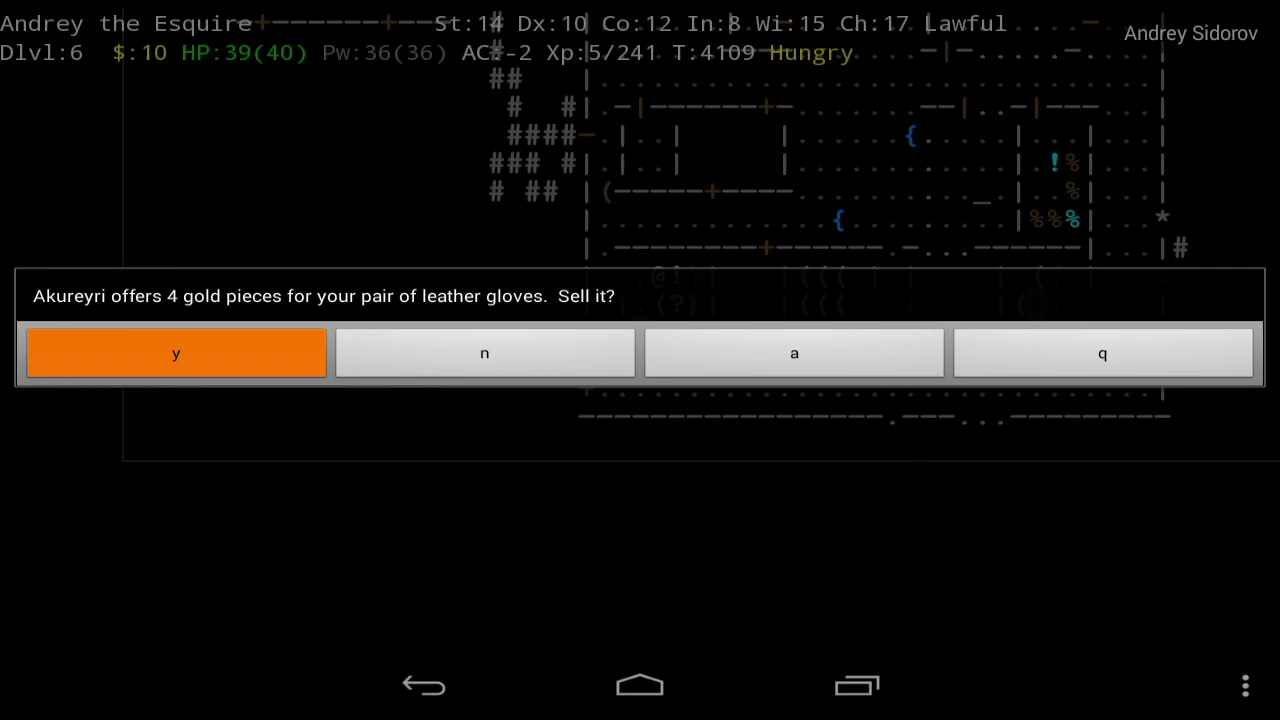 Andrey the Esquire St:14 Dx:10 Co:12 In:8 Wi:15 Ch:17 Lawful
Andrey Sidorov
Dlvl:6 $:10 HP:39(40) Pw:36(36) AC:-2 Xp:5/241 T:4109 Hungry
Akureyri offers 4 gold pieces for your pair of leather gloves. Sell it?
y n a q